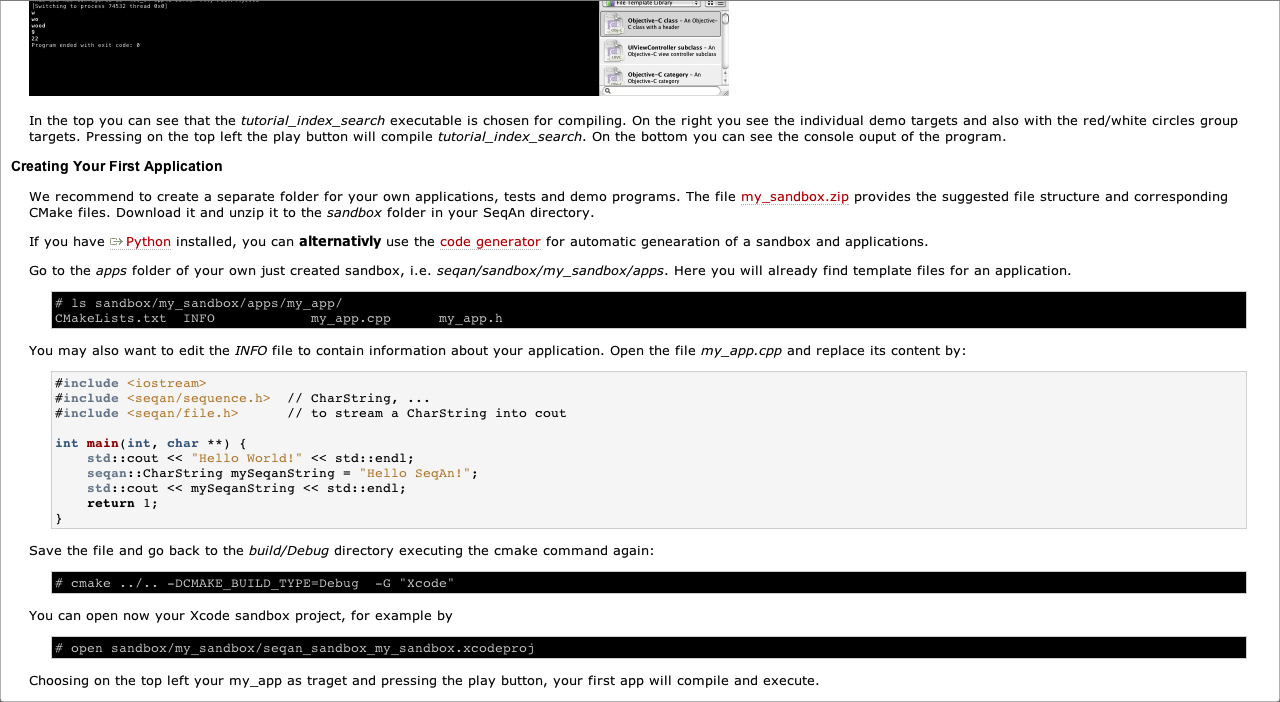 [Switching to process 74532 thread 0x0]
w
wo
wood
9
22
Program ended with exit code: 0
File Template Library
Objective-C class – An Objective-
C class with a header
UIViewController subclass – An
Objective-C view controller subclass
Objective-C category – An
Objective-C category
In the top you can see that the tutorial_index_search executable is chosen for compiling. On the right you see the individual demo targets and also with the red/white circles group
targets. Pressing on the top left the play button will compile tutorial_index_search. On the bottom you can see the console ouput of the program.
Creating Your First Application
We recommend to create a separate folder for your own applications, tests and demo programs. The file my_sandbox.zip provides the suggested file structure and corresponding
CMake files. Download it and unzip it to the sandbox folder in your SeqAn directory.
If you have Python installed, you can alternativly use the code generator for automatic genearation of a sandbox and applications.
Go to the apps folder of your own just created sandbox, i.e. seqan/sandbox/my_sandbox/apps. Here you will already find template files for an application.
# ls sandbox/my_sandbox/apps/my_app/
CMakeLists.txt  INFO            my_app.cpp      my_app.h
You may also want to edit the INFO file to contain information about your application. Open the file my_app.cpp and replace its content by:
#include <iostream>
#include <seqan/sequence.h>  // CharString, ...
#include <seqan/file.h>      // to stream a CharString into cout
int main(int, char **) {
    std::cout << "Hello World!" << std::endl;
    seqan::CharString mySeqanString = "Hello SeqAn!";
    std::cout << mySeqanString << std::endl;
    return 1;
}
Save the file and go back to the build/Debug directory executing the cmake command again:
# cmake ../.. -DCMAKE_BUILD_TYPE=Debug  -G "Xcode"
You can open now your Xcode sandbox project, for example by
# open sandbox/my_sandbox/seqan_sandbox_my_sandbox.xcodeproj
Choosing on the top left your my_app as traget and pressing the play button, your first app will compile and execute.